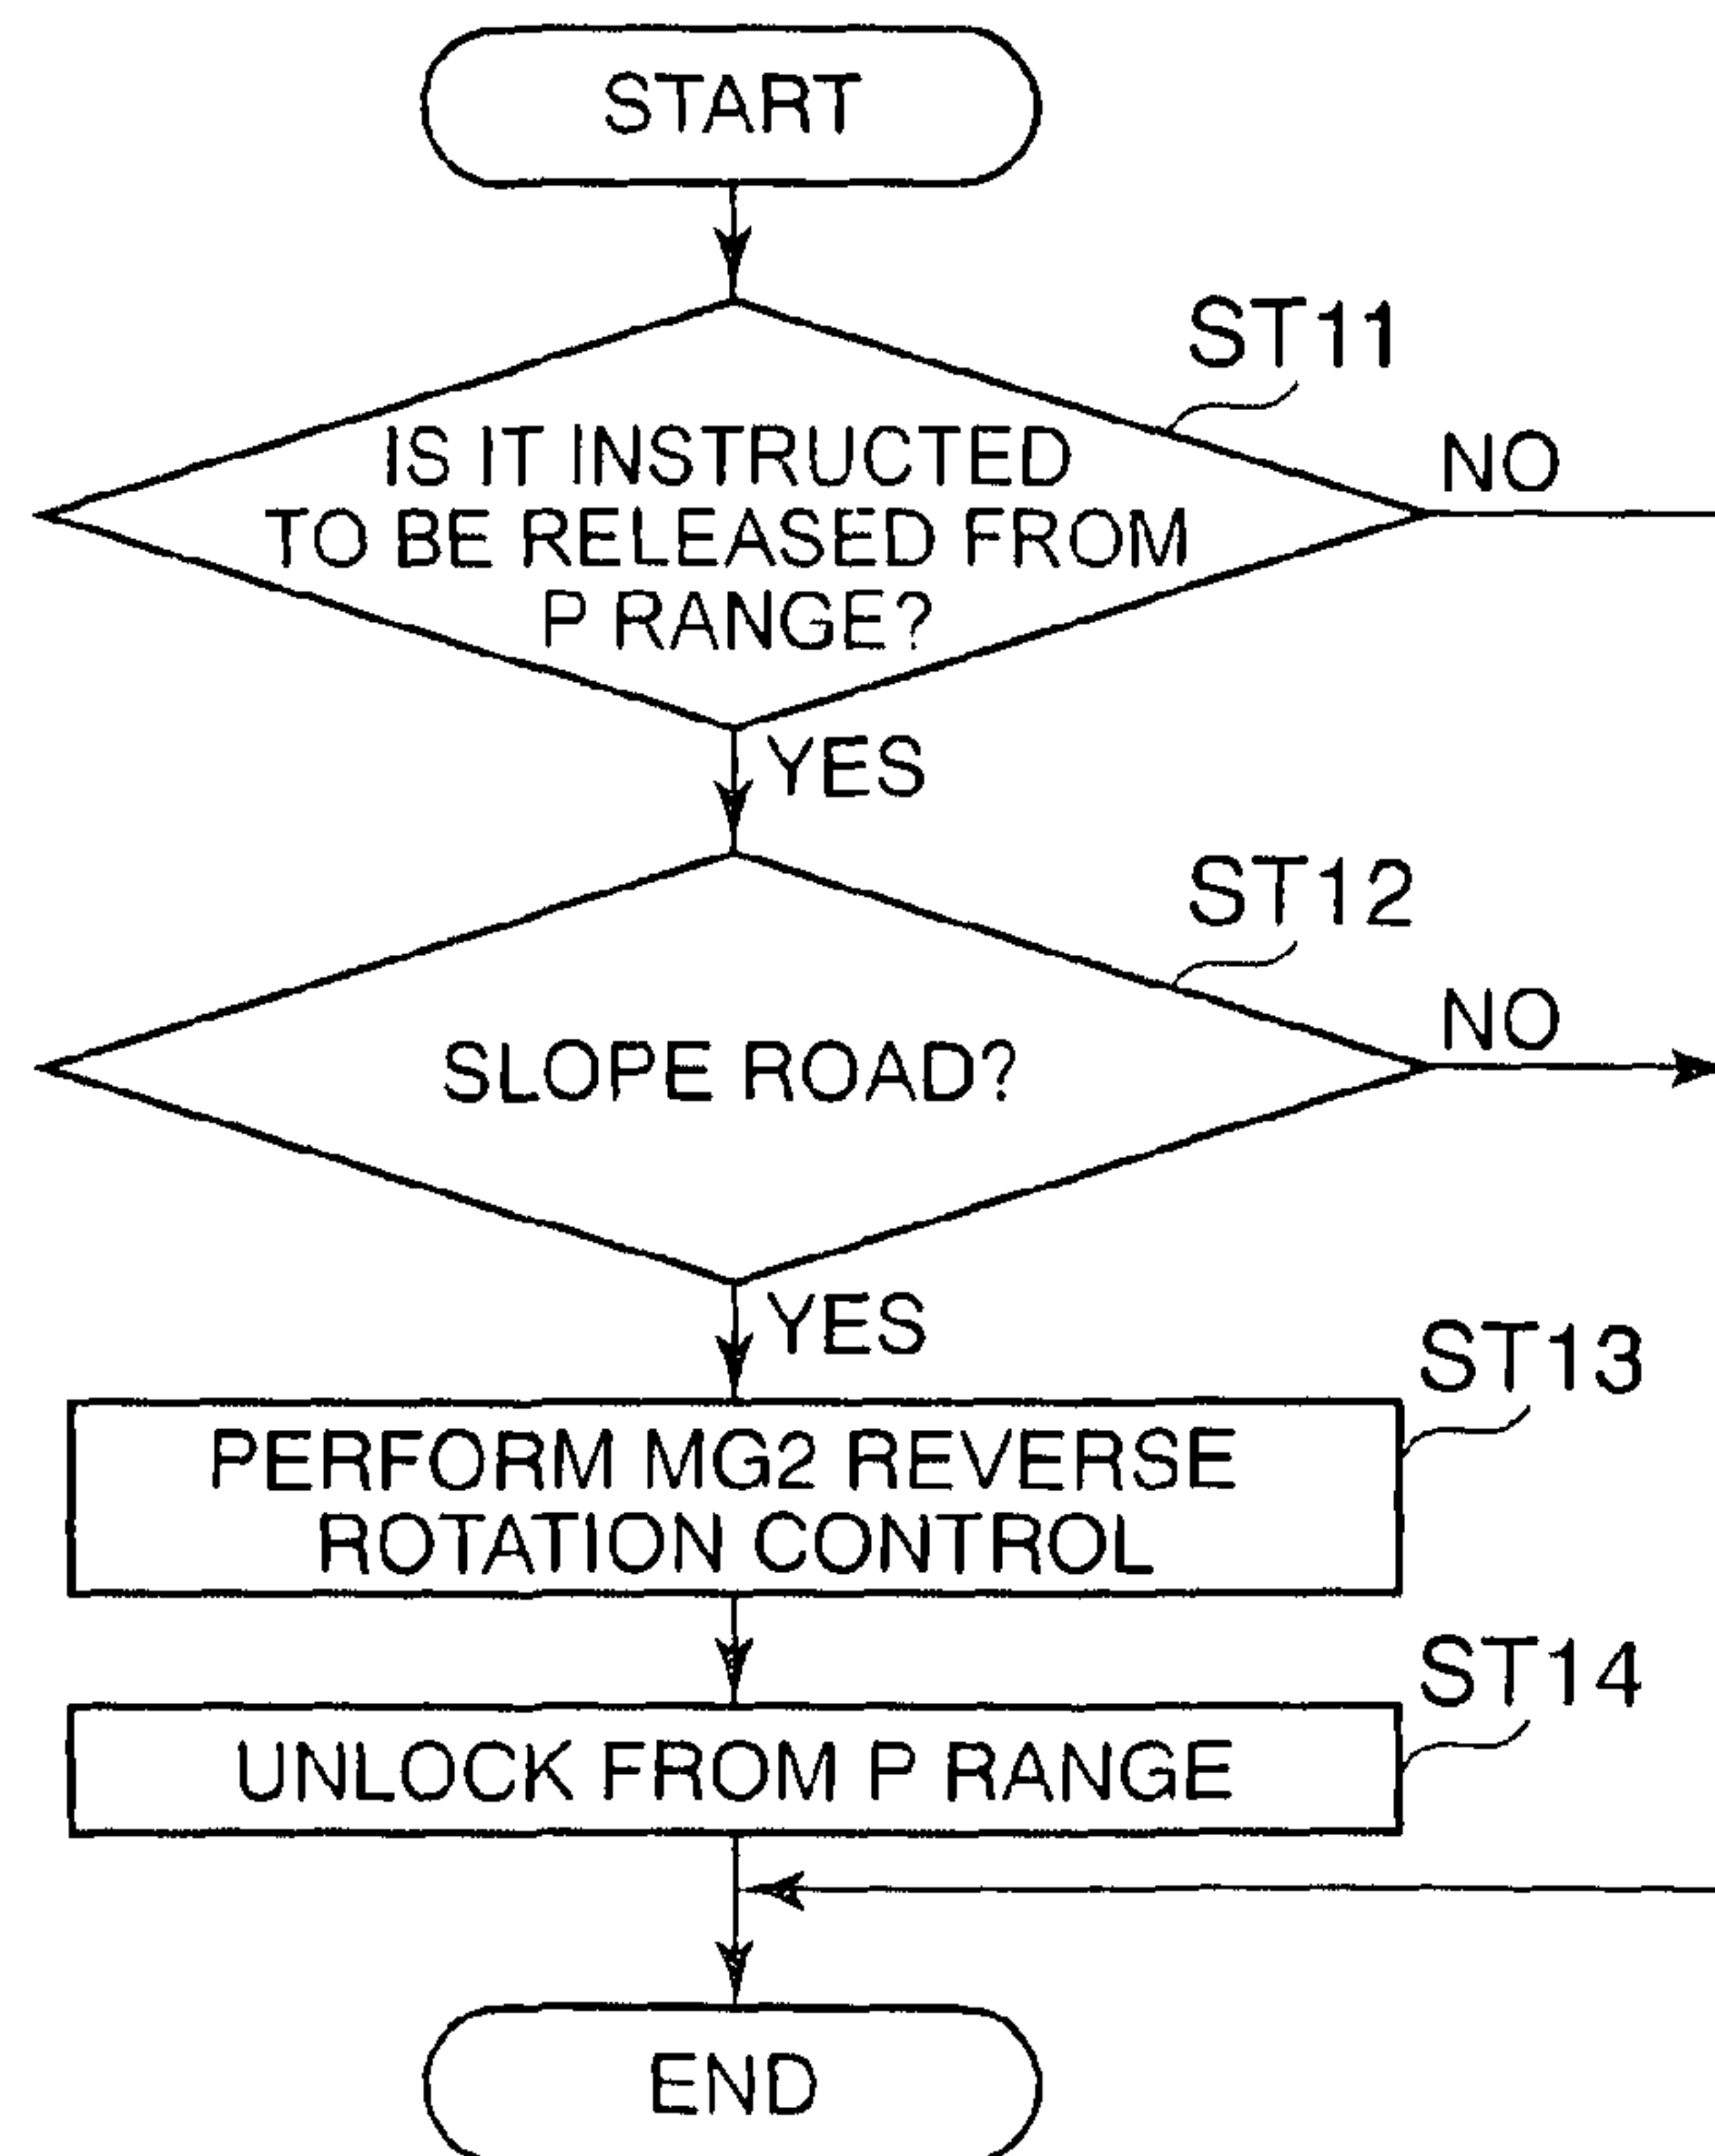 START
ST11
IS IT INSTRUCTED
TO BE RELEASED FROM
P RANGE?
NO
YES
ST12
SLOPE ROAD?
NO
YES
ST13
PERFORM MG2 REVERSE
ROTATION CONTROL
ST14
UNLOCK FROM P RANGE
END